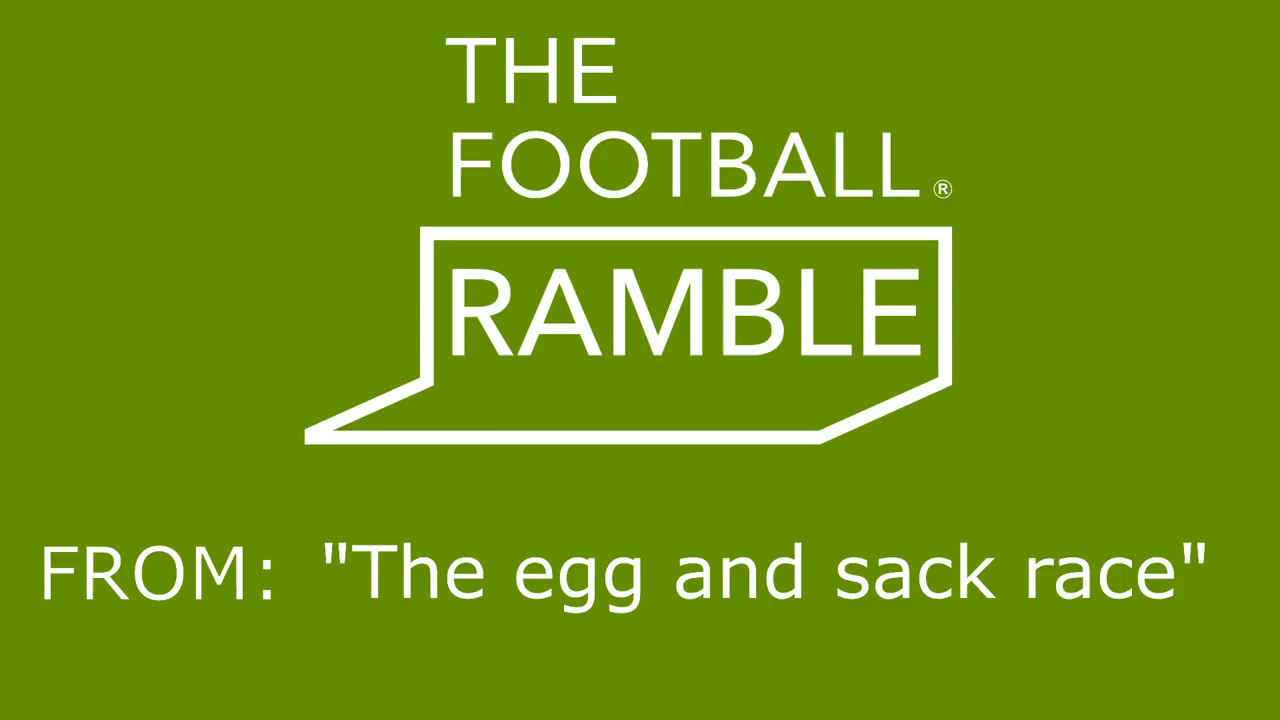 THE
FOOTBALL®
RAMBLE
FROM: "The egg and sack race"